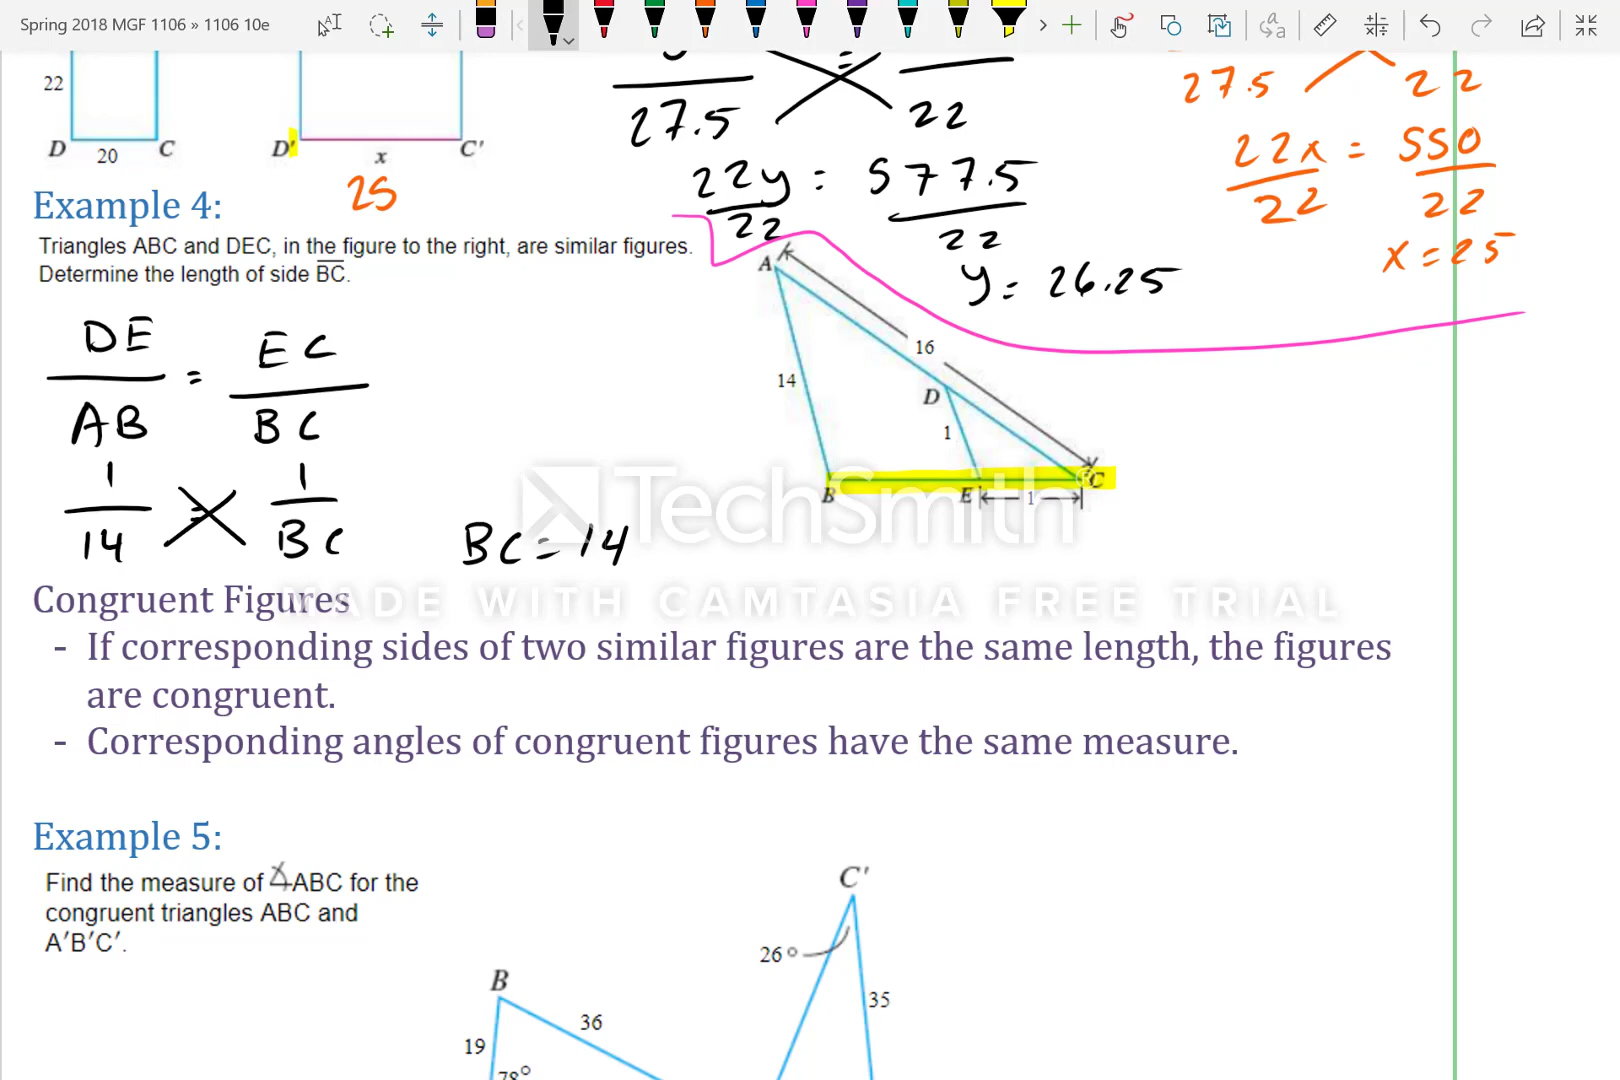 Spring 2018 MGF 1106 » 1106 10e
22
D 20 C
D' x C'
25
27.5 = 22
22y = 577.5
22 22
y = 26.25
27.5 22
22x = 550
22 22
x = 25
Example 4:
Triangles ABC and DEC, in the figure to the right, are similar figures.
Determine the length of side BC.
DE = EC
AB BC
1 = 1
14 BC
BC = 14
A
16
14
D
1
B E 1 C
TechSmith
MADE WITH CAMTASIA FREE TRIAL
Congruent Figures
- If corresponding sides of two similar figures are the same length, the figures
are congruent.
- Corresponding angles of congruent figures have the same measure.
Example 5:
Find the measure of ∡ABC for the
congruent triangles ABC and
A′B′C′.
C'
26°
35
B
36
19
78°